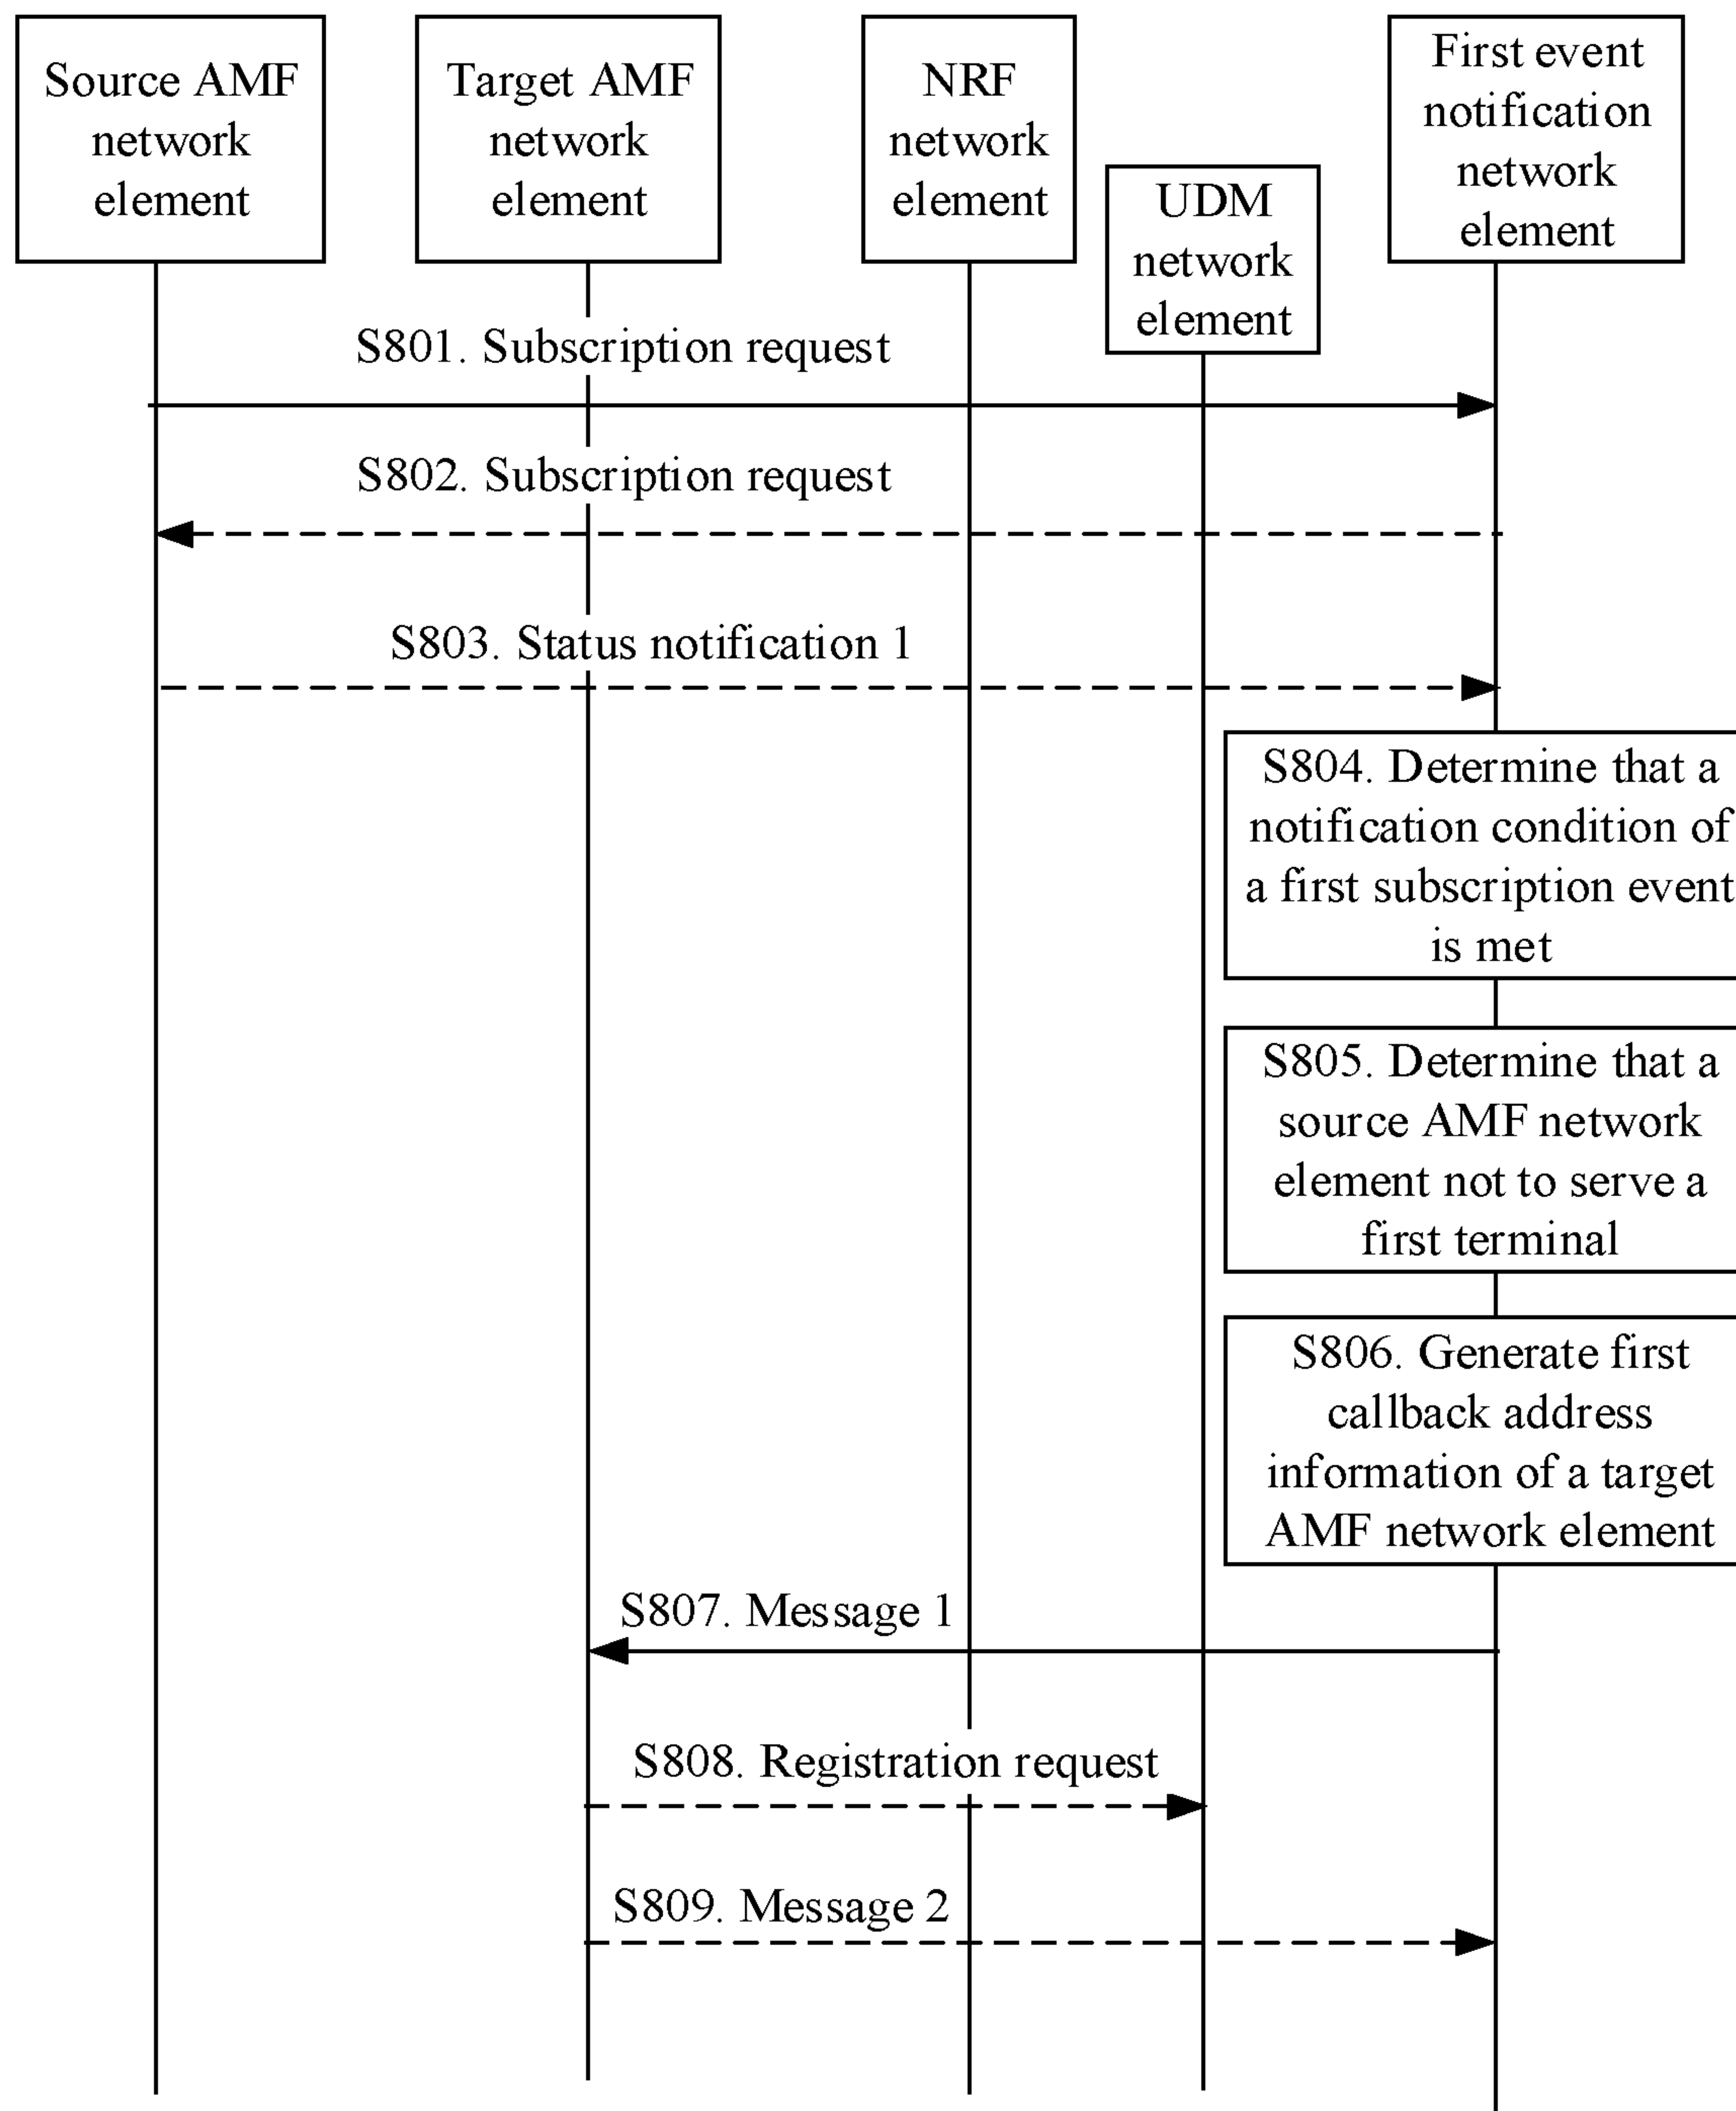 Source AMF
network
element
Target AMF
network
element
NRF
network
element
UDM
network
element
First event
notification
network
element
S801. Subscription request
S802. Subscription request
S803. Status notification 1
S804. Determine that a
notification condition of
a first subscription event
is met
S805. Determine that a
source AMF network
element not to serve a
first terminal
S806. Generate first
callback address
information of a target
AMF network element
S807. Message 1
S808. Registration request
S809. Message 2